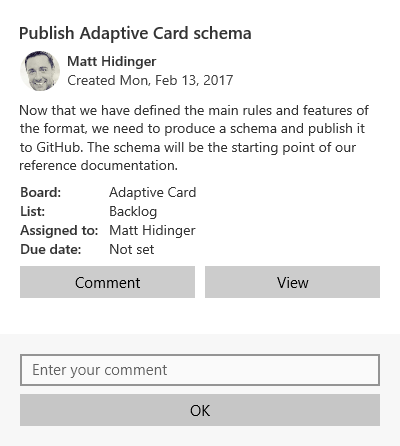 Publish Adaptive Card schema
Matt Hidinger
Created Mon, Feb 13, 2017
Now that we have defined the main rules and features of
the format, we need to produce a schema and publish it
to GitHub. The schema will be the starting point of our
reference documentation.
Board: Adaptive Card
List: Backlog
Assigned to: Matt Hidinger
Due date: Not set
Comment View
Enter your comment
OK